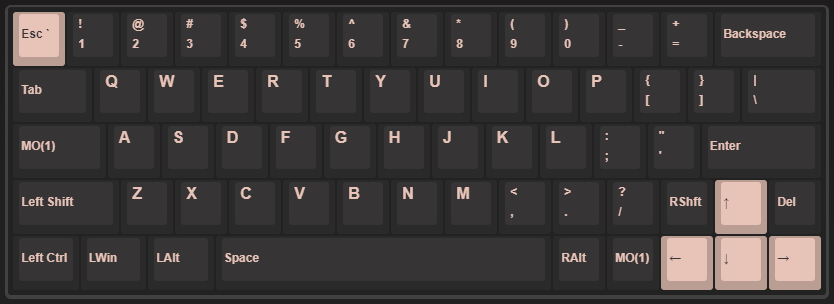 Esc ` ! 1 @ 2 # 3 $ 4 % 5 ^ 6 & 7 * 8 ( 9 ) 0 _ - + = Backspace
Tab Q W E R T Y U I O P { [ } ] | \
MO(1) A S D F G H J K L : ; " ' Enter
Left Shift Z X C V B N M < , > . ? / RShft ↑ Del
Left Ctrl LWin LAlt Space RAlt MO(1) ← ↓ →